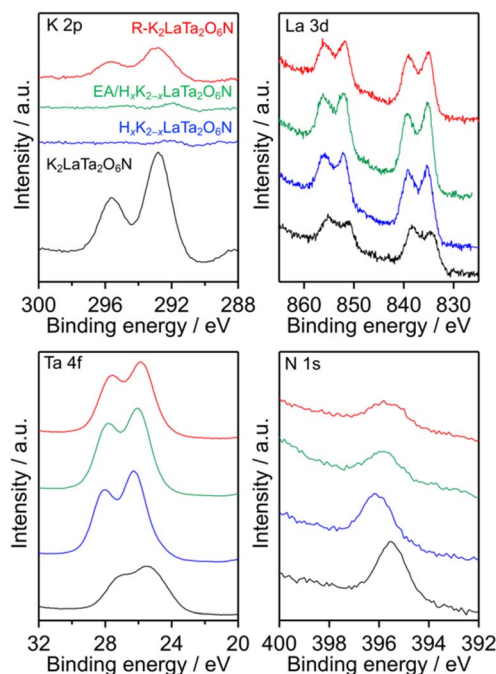 K 2p
R-K₂LaTa₂O₆N
EA/HₓK₂₋ₓLaTa₂O₆N
HₓK₂₋ₓLaTa₂O₆N
K₂LaTa₂O₆N
Intensity / a.u.
300 296 292 288
Binding energy / eV
La 3d
Intensity / a.u.
860 850 840 830
Binding energy / eV
Ta 4f
Intensity / a.u.
32 28 24 20
Binding energy / eV
N 1s
Intensity / a.u.
400 398 396 394 392
Binding energy / eV